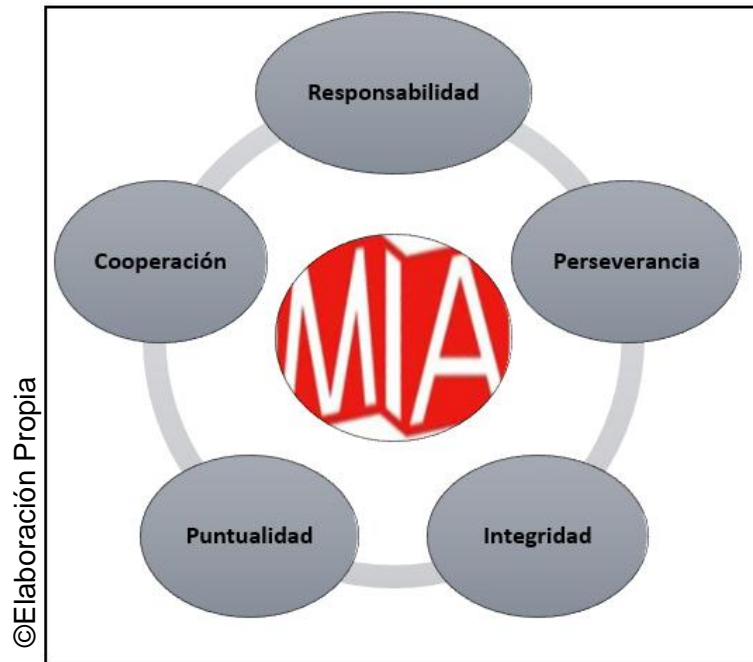 Responsabilidad
Cooperación
Perseverancia
MIA
Puntualidad
Integridad
©Elaboración Propia